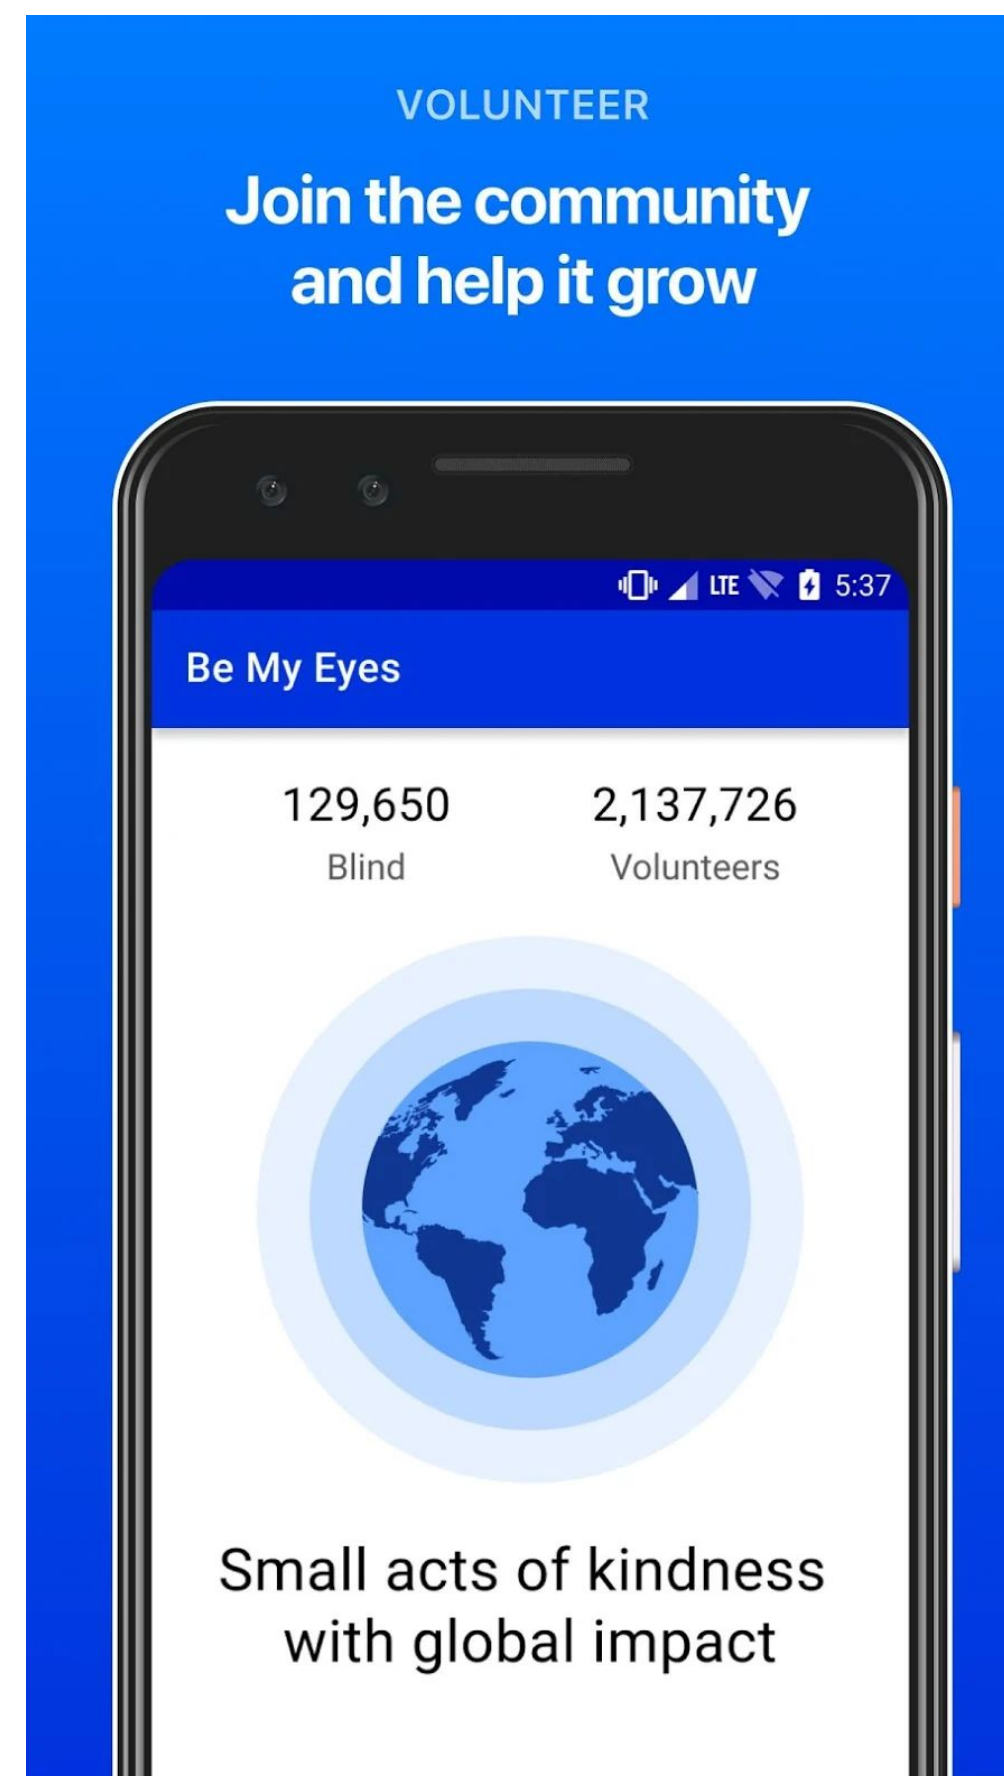 VOLUNTEER
Join the community
and help it grow
LTE 5:37
Be My Eyes
129,650 2,137,726
Blind Volunteers
Small acts of kindness
with global impact